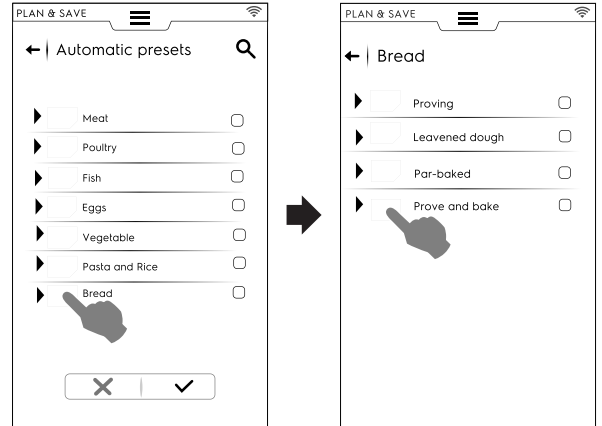 PLAN & SAVE
Automatic presets
Meat
Poultry
Fish
Eggs
Vegetable
Pasta and Rice
Bread
PLAN & SAVE
Bread
Proving
Leavened dough
Par-baked
Prove and bake